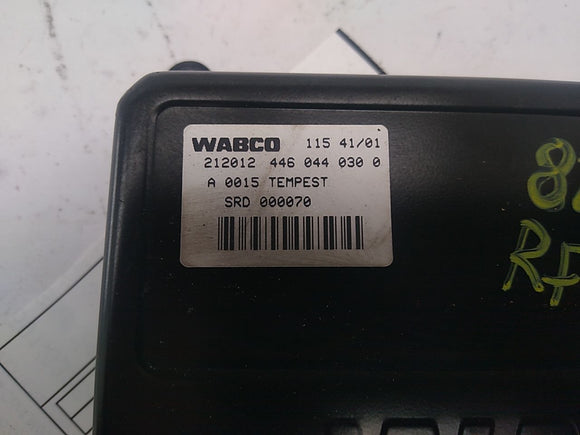 WABCO 115 41/01
212012 446 044 030 0
A 0015 TEMPEST
SRD 000070